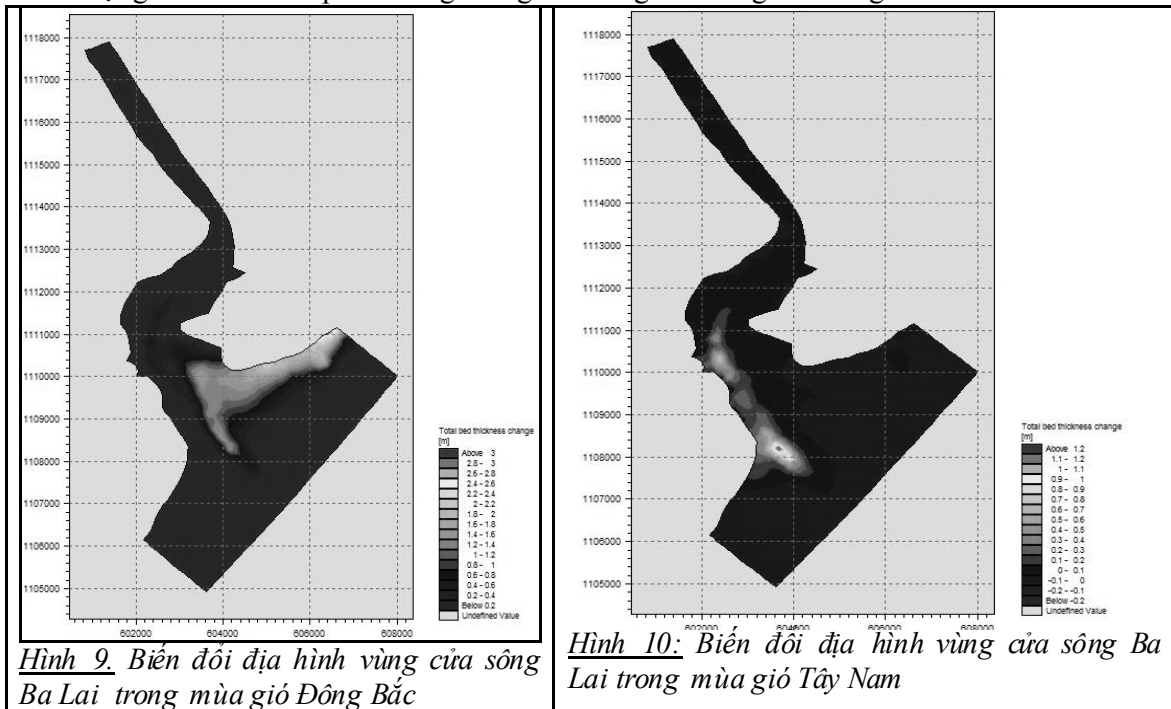 1118000
1117000
1116000
1115000
1114000
1113000
1112000
1111000
1110000
1109000
1108000
1107000
1106000
1105000
602000 604000 606000 608000
Total bed thickness change
[m]
Above 3
2.8 - 3
2.6 - 2.8
2.4 - 2.6
2.2 - 2.4
2 - 2.2
1.8 - 2
1.6 - 1.8
1.4 - 1.6
1.2 - 1.4
1 - 1.2
0.8 - 1
0.6 - 0.8
0.4 - 0.6
0.2 - 0.4
Below 0.2
Undefined Value
Hình 9. Biến đổi địa hình vùng cửa sông
Ba Lai trong mùa gió Đông Bắc
1118000
1117000
1116000
1115000
1114000
1113000
1112000
1111000
1110000
1109000
1108000
1107000
1106000
1105000
602000 604000 606000 608000
Total bed thickness change
[m]
Above 1.2
1.1 - 1.2
1 - 1.1
0.9 - 1
0.8 - 0.9
0.7 - 0.8
0.6 - 0.7
0.5 - 0.6
0.4 - 0.5
0.3 - 0.4
0.2 - 0.3
0.1 - 0.2
0 - 0.1
-0.1 - 0
-0.2 - -0.1
Below -0.2
Undefined Value
Hình 10: Biến đổi địa hình vùng cửa sông Ba
Lai trong mùa gió Tây Nam